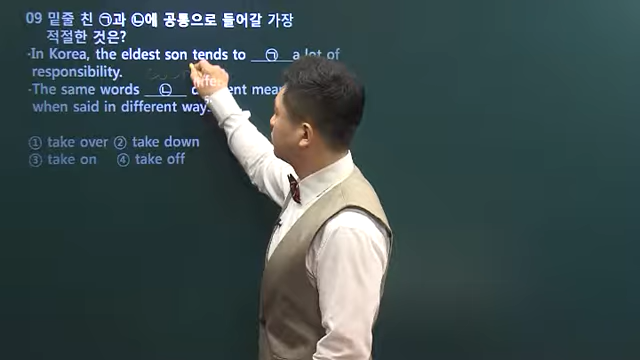 09 밑줄 친 ㉠과 ㉡에 공통으로 들어갈 가장
적절한 것은?
-In Korea, the eldest son tends to ___㉠___ a lot of
responsibility.
-The same words ___㉡___ different
when said in different way
① take over ② take down
③ take on ④ take off